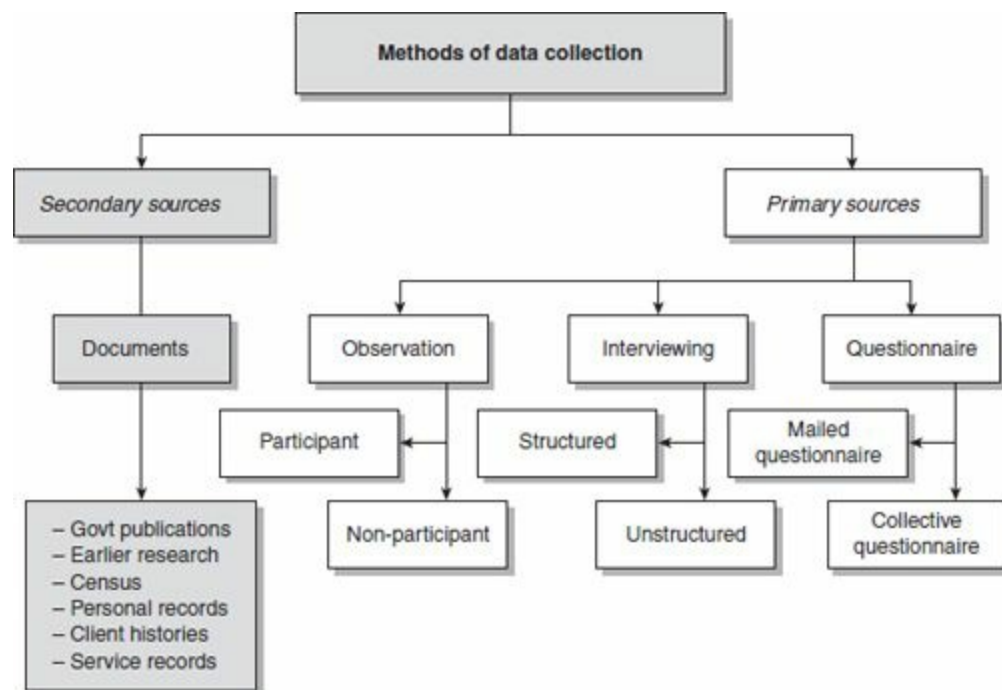 Methods of data collection
Secondary sources
Primary sources
Documents
Observation
Interviewing
Questionnaire
Participant
Structured
Mailed
questionnaire
Non-participant
Unstructured
Collective
questionnaire
– Govt publications
– Earlier research
– Census
– Personal records
– Client histories
– Service records